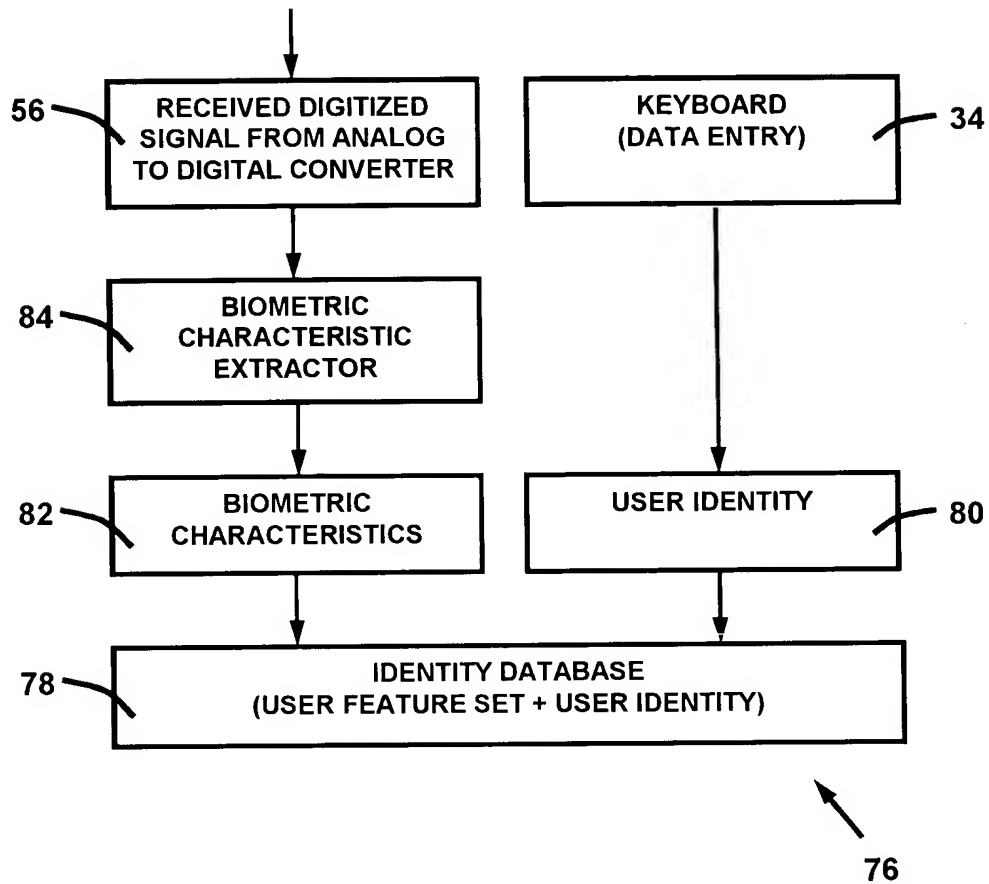 56
RECEIVED DIGITIZED
SIGNAL FROM ANALOG
TO DIGITAL CONVERTER
KEYBOARD
(DATA ENTRY)
34
84
BIOMETRIC
CHARACTERISTIC
EXTRACTOR
82
BIOMETRIC
CHARACTERISTICS
USER IDENTITY
80
78
IDENTITY DATABASE
(USER FEATURE SET + USER IDENTITY)
76